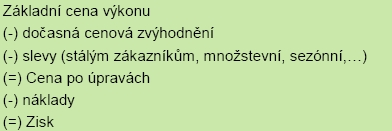 Základní cena výkonu
(-) dočasná cenová zvýhodnění
(-) slevy (stálým zákazníkům, množstevní, sezónní,…)
(=) Cena po úpravách
(-) náklady
(=) Zisk